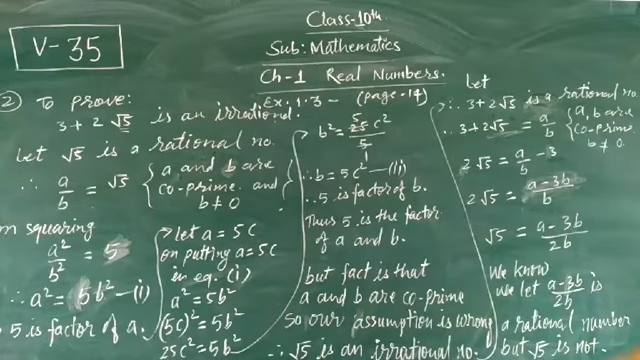 V-35
Class-10th
Sub: Mathematics
Ch-1 Real Numbers.
Ex. 1.3- (page-14)
2) To prove:
3+2√5 is an irrational.
Let √5 is a rational no.
∴ a/b = √5 { a and b are co-prime and b≠0
squaring
a²/b² = 5
∴ a² = 5b² —(i)
5 is factor of a.
→ let a = 5c
on putting a=5c
in eq. (i)
a² = 5b²
(5c)² = 5b²
25c² = 5b²
b² = 25c²/5
5
1
∴ b = 5c² —(ii)
∴ 5 is factor of b.
Thus 5 is the factor
of a and b.
but fact is that
a and b are co-prime
So our assumption is wrong
∴ √5 is an irrational no.
Let
∴ 3+2√5 is a rational no.
∴ 3+2√5 = a/b { a, b are co-prime b≠0
2√5 = a/b - 3
2√5 = a-3b/b
√5 = a-3b/2b
We know
we let a-3b/2b is
a rational number
but √5 is not.